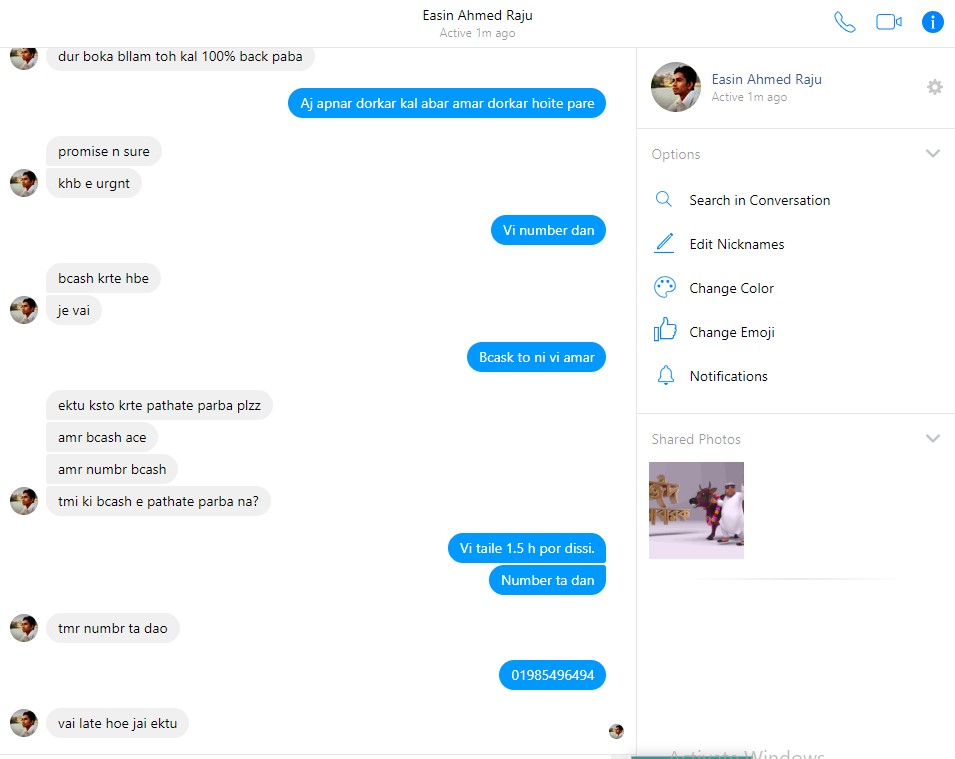 Easin Ahmed Raju
Active 1m ago
dur boka bllam toh kal 100% back paba
Aj apnar dorkar kal abar amar dorkar hoite pare
promise n sure
khb e urgnt
Vi number dan
bcash krte hbe
je vai
Bcask to ni vi amar
ektu ksto krte pathate parba plzz
amr bcash ace
amr numbr bcash
tmi ki bcash e pathate parba na?
Vi taile 1.5 h por dissi.
Number ta dan
tmr numbr ta dao
01985496494
vai late hoe jai ektu
Easin Ahmed Raju
Active 1m ago
Options
Search in Conversation
Edit Nicknames
Change Color
Change Emoji
Notifications
Shared Photos
Activate Windows